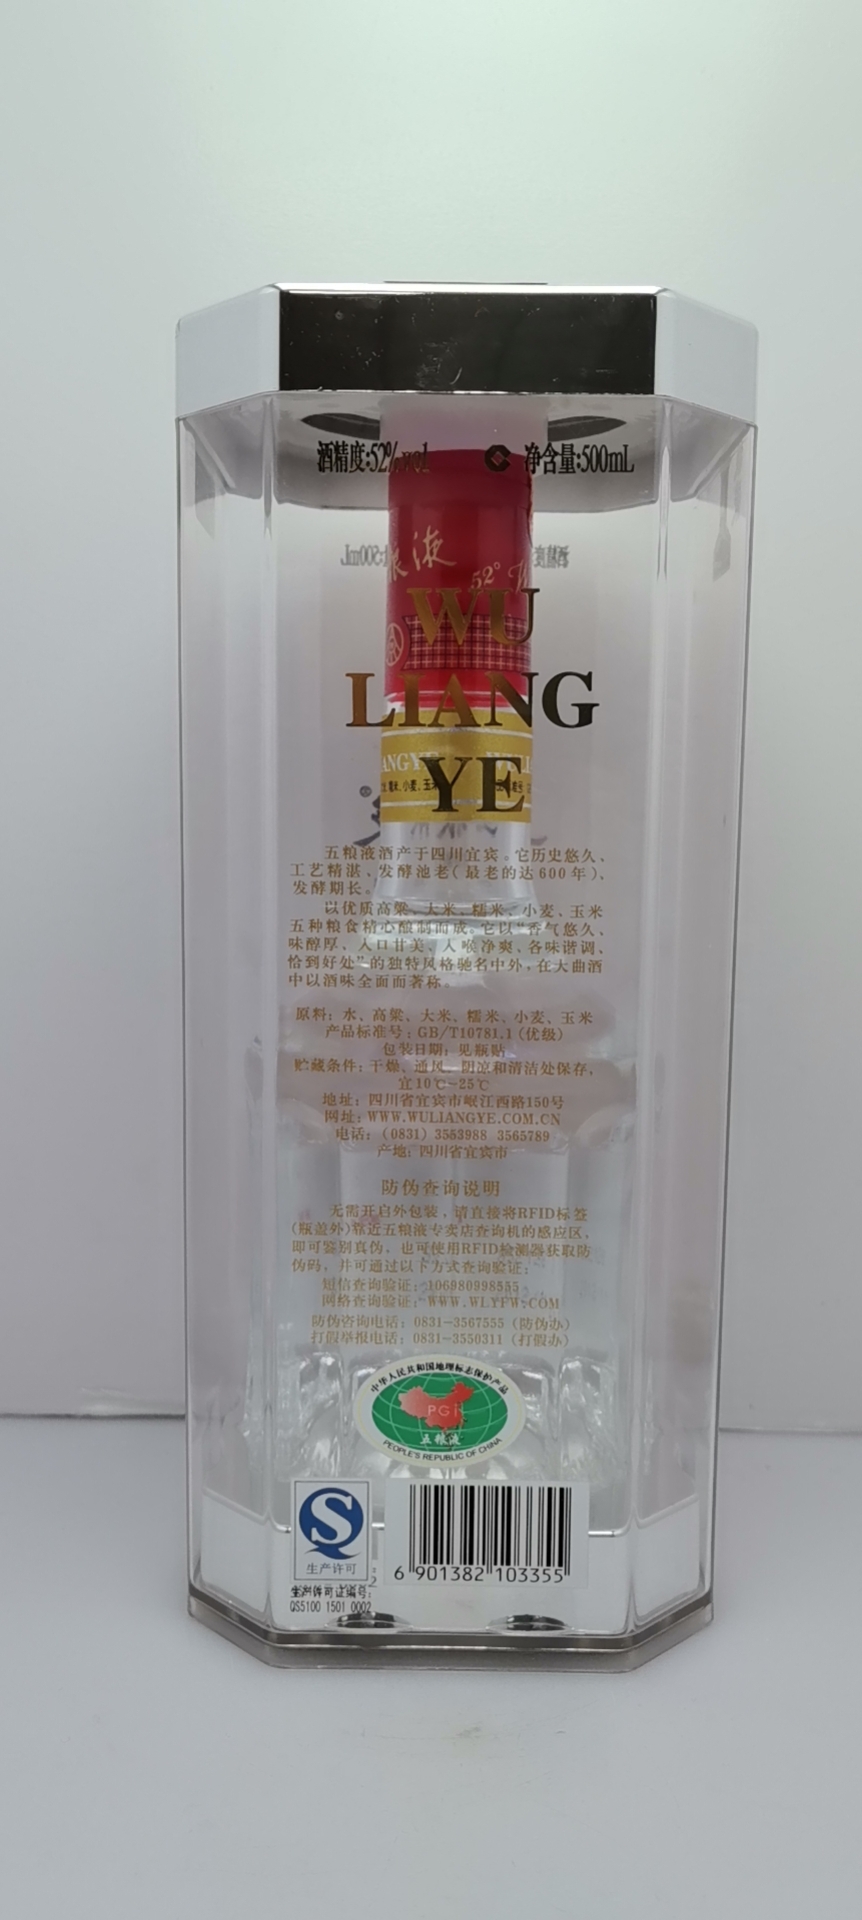 酒精度:52%vol 净含量:500mL
粮液
52°
WU
LIANG
YE
五粮液酒产于四川宜宾。它历史悠久、
工艺精湛、发酵池老(最老的达600年)、
发酵期长。
以优质高粱、大米、糯米、小麦、玉米
五种粮食精心酿制而成。它以“香气悠久、
味醇厚、入口甘美、入喉净爽、各味谐调、
恰到好处”的独特风格驰名中外,在大曲酒
中以酒味全面而著称。
原料：水、高粱、大米、糯米、小麦、玉米
产品标准号：GB/T10781.1(优级)
包装日期：见瓶贴
贮藏条件：干燥、通风、阴凉和清洁处保存，
宜10℃-25℃
地址：四川省宜宾市岷江西路150号
网址：WWW.WULIANGYE.COM.CN
电话：(0831) 3553988 3565789
产地：四川省宜宾市
防伪查询说明
无需开启外包装，请直接将RFID标签
(瓶盖外)靠近五粮液专卖店查询机的感应区，
即可鉴别真伪，也可使用RFID检测器获取防
伪码，并可通过以下方式查询验证：
短信查询验证：106980998555
网络查询验证：WWW.WLYFW.COM
防伪咨询电话：0831-3567555 (防伪办)
打假举报电话：0831-3550311 (打假办)
中华人民共和国地理标志保护产品
PGI
五粮液
PEOPLE'S REPUBLIC OF CHINA
S
生产许可
生产许可证编号:
QS5100 1501 0002
6 901382 103355